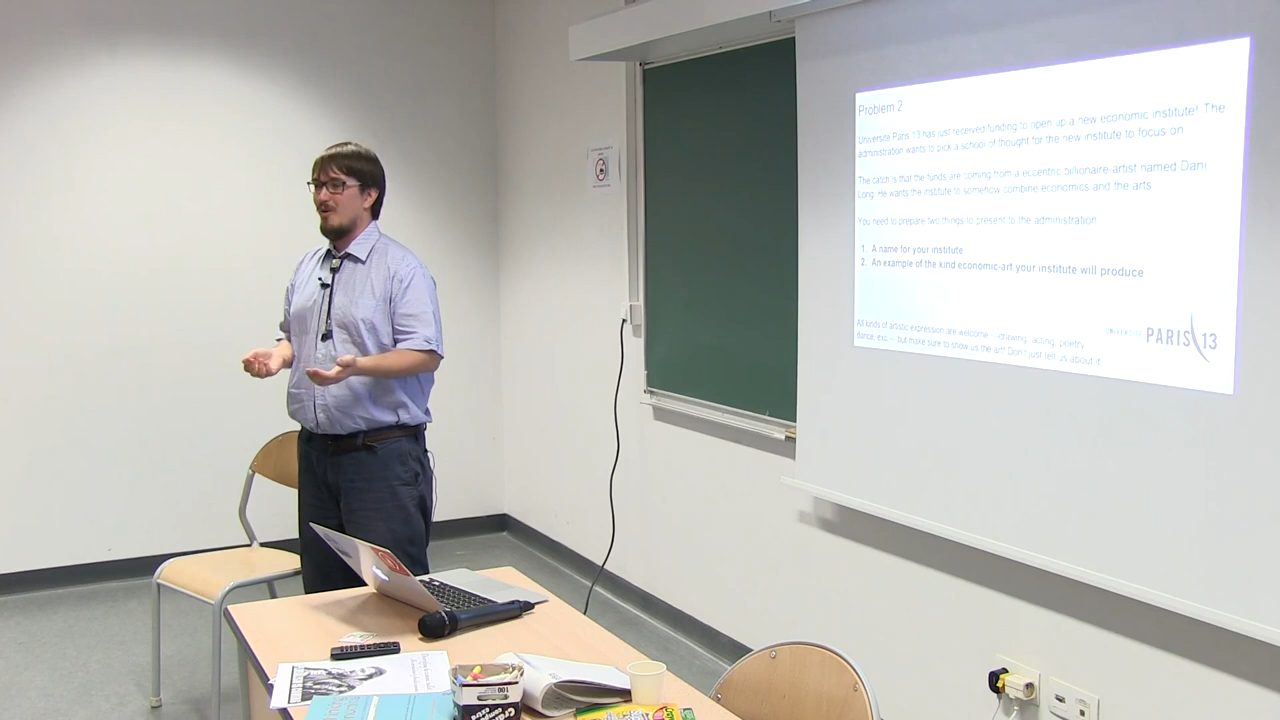 Problem 2
Université Paris 13 has just received funding to open up a new economic institute! The
administration wants to pick a school of thought for the new institute to focus on
The catch is that the funds are coming from a eccentric billionaire-artist named Dani
Long. He wants the institute to somehow combine economics and the arts
You need to prepare two things to present to the administration
1. A name for your institute
2. An example of the kind economic-art your institute will produce
All kinds of artistic expression are welcome -- drawing, acting, poetry,
dance, exc -- but make sure to show us the art! Don't just tell us about it.
UNIVERSITÉ PARIS 13
100